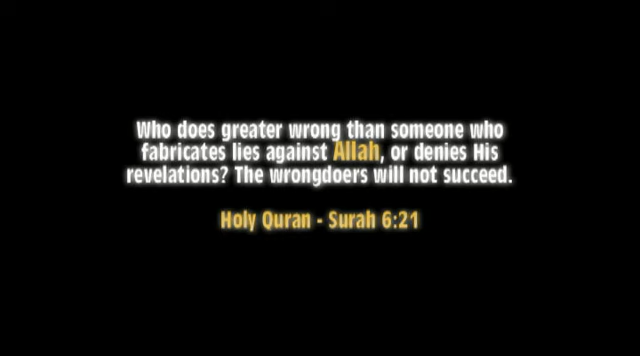 Who does greater wrong than someone who
fabricates lies against Allah, or denies His
revelations? The wrongdoers will not succeed.
Holy Quran - Surah 6:21